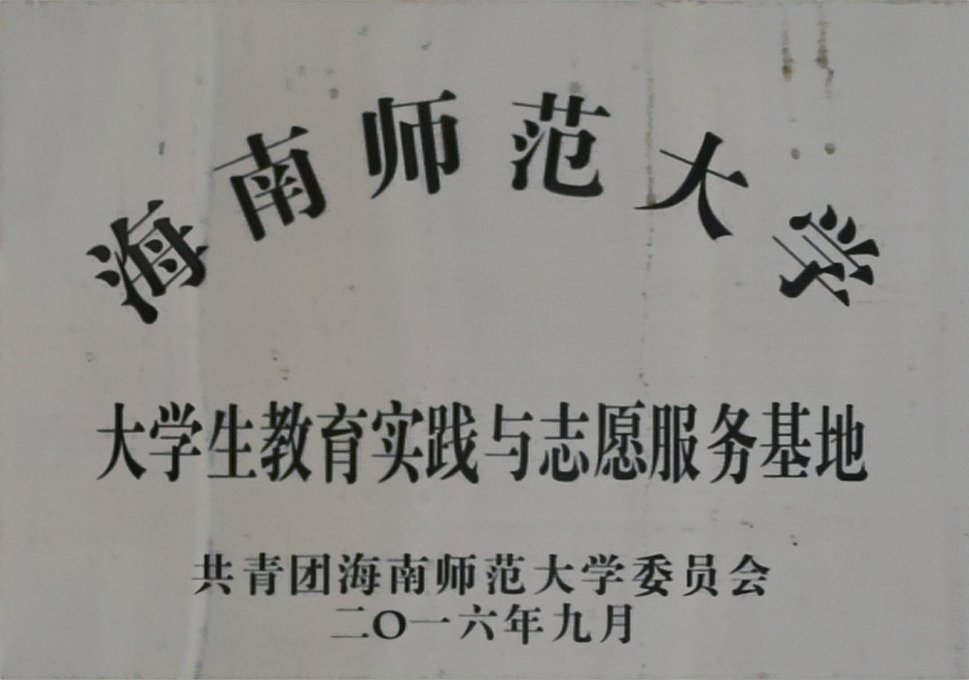 海南师范大学
大学生教育实践与志愿服务基地
共青团海南师范大学委员会
二〇一六年九月